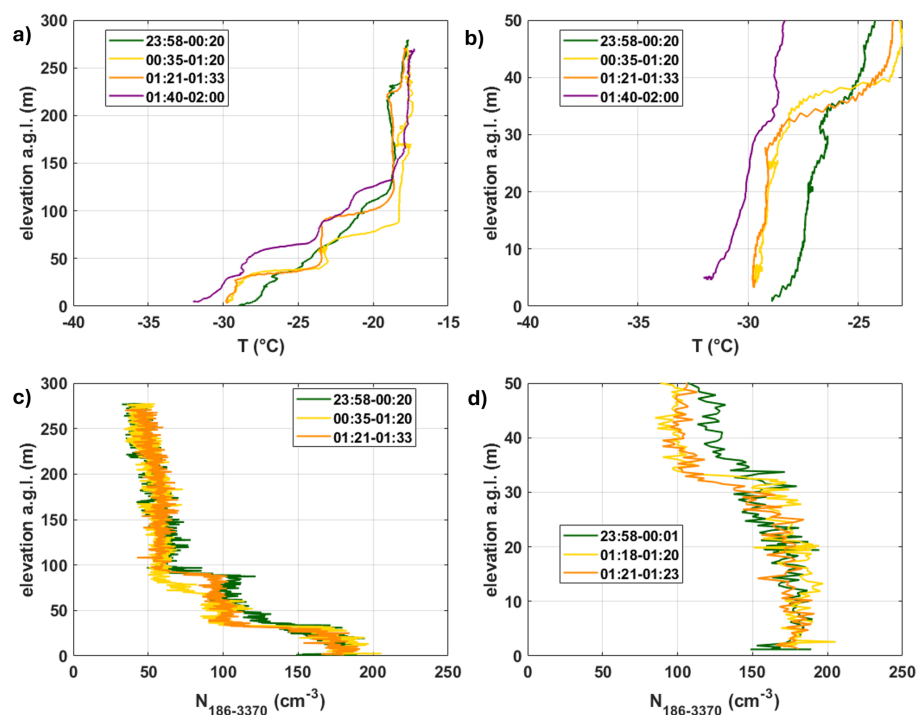 a)
300
250
200
150
100
50
0
elevation a.g.l. (m)
23:58-00:20
00:35-01:20
01:21-01:33
01:40-02:00
-40 -35 -30 -25 -20 -15
T (°C)
b)
50
40
30
20
10
0
elevation a.g.l. (m)
23:58-00:20
00:35-01:20
01:21-01:33
01:40-02:00
-40 -35 -30 -25
T (°C)
c)
300
250
200
150
100
50
0
elevation a.g.l. (m)
23:58-00:20
00:35-01:20
01:21-01:33
0 50 100 150 200 250
N186-3370 (cm-3)
d)
50
40
30
20
10
0
elevation a.g.l. (m)
23:58-00:01
01:18-01:20
01:21-01:23
0 50 100 150 200 250
N186-3370 (cm-3)